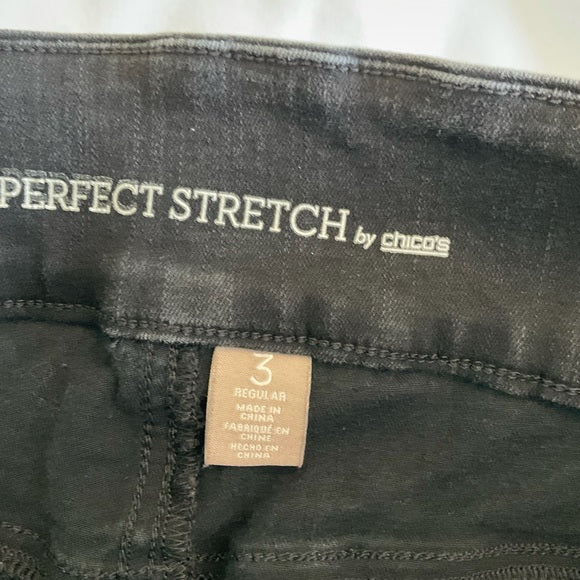 PERFECT STRETCH by chico's
3
REGULAR
MADE IN
CHINA
FABRIQUÉ EN
CHINE
HECHO EN
CHINA